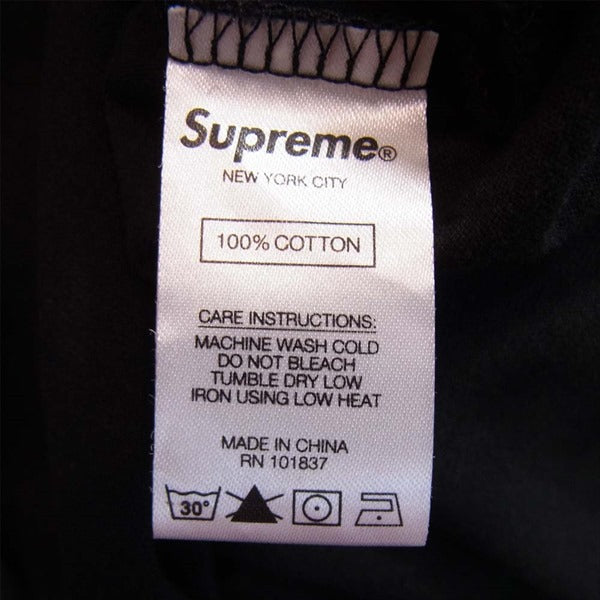 Supreme®
NEW YORK CITY
100% COTTON
CARE INSTRUCTIONS:
MACHINE WASH COLD
DO NOT BLEACH
TUMBLE DRY LOW
IRON USING LOW HEAT
MADE IN CHINA
RN 101837
30°